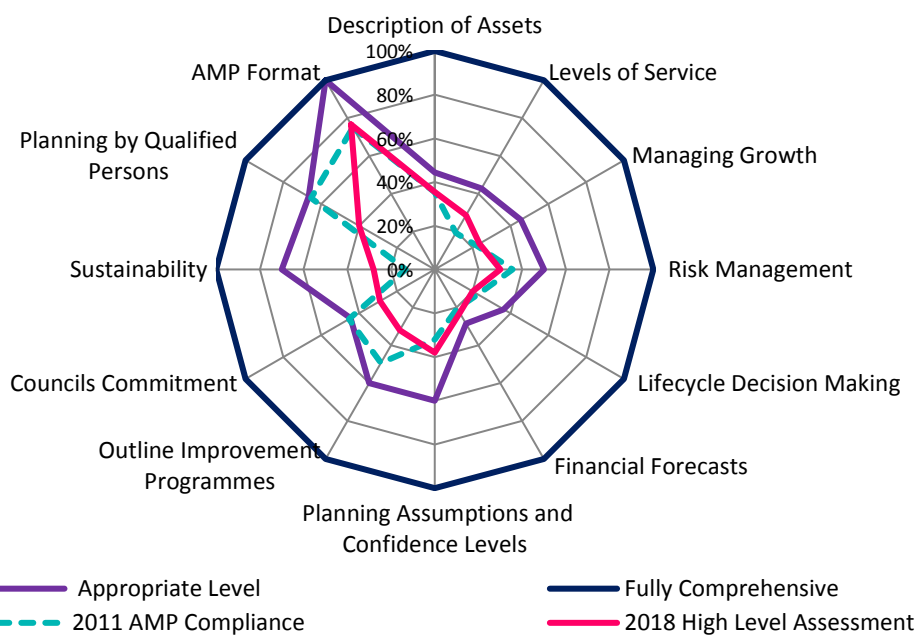 Description of Assets
100%
AMP Format
Levels of Service
80%
Planning by Qualified
Persons
60%
Managing Growth
40%
20%
Sustainability
0%
Risk Management
Councils Commitment
Lifecycle Decision Making
Outline Improvement
Programmes
Financial Forecasts
Planning Assumptions and
Confidence Levels
Appropriate Level
Fully Comprehensive
2011 AMP Compliance
2018 High Level Assessment